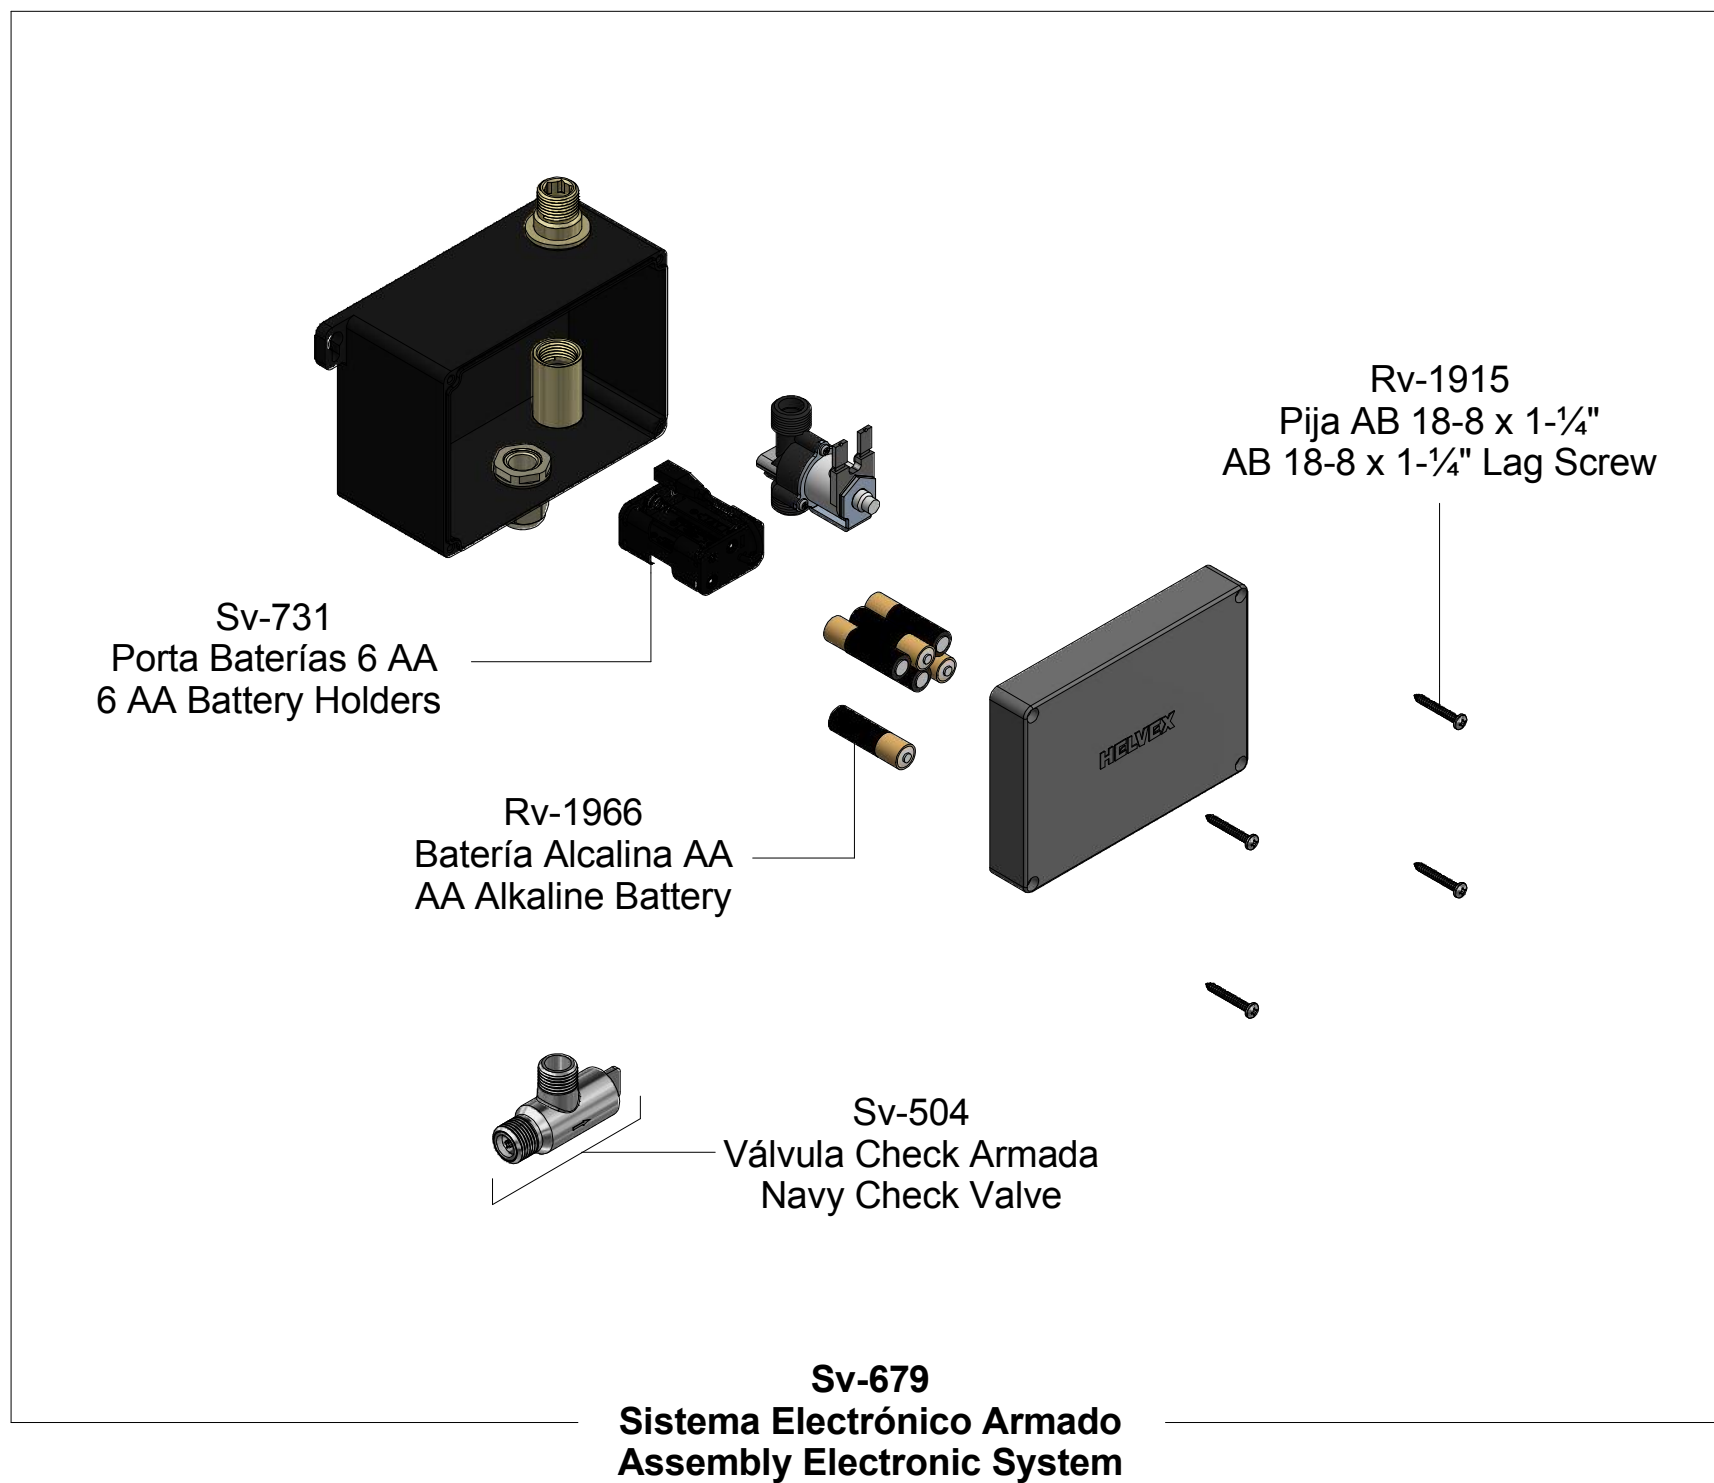 Rv-1915
Pija AB 18-8 x 1-¼"
AB 18-8 x 1-¼" Lag Screw
Sv-731
Porta Baterías 6 AA
6 AA Battery Holders
HELVEX
Rv-1966
Batería Alcalina AA
AA Alkaline Battery
Sv-504
Válvula Check Armada
Navy Check Valve
Sv-679
Sistema Electrónico Armado
Assembly Electronic System